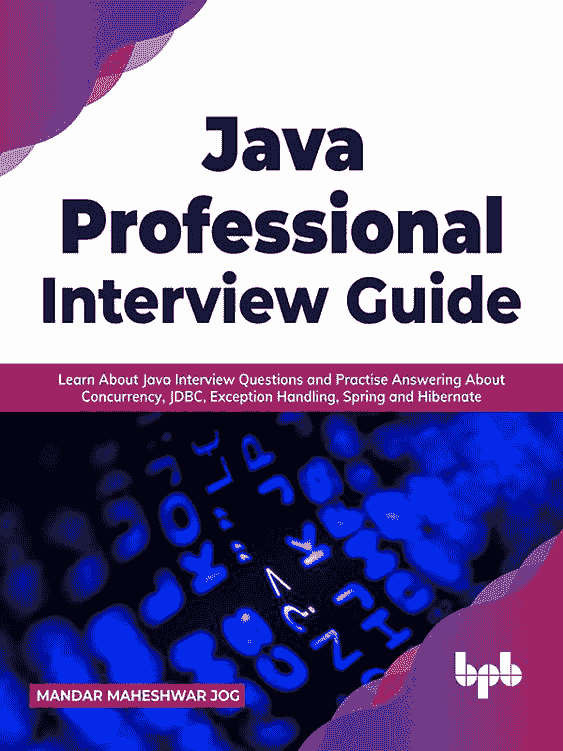 Java
Professional
Interview Guide
Learn About Java Interview Questions and Practise Answering About
Concurrency, JDBC, Exception Handling, Spring and Hibernate
MANDAR MAHESHWAR JOG
bpb